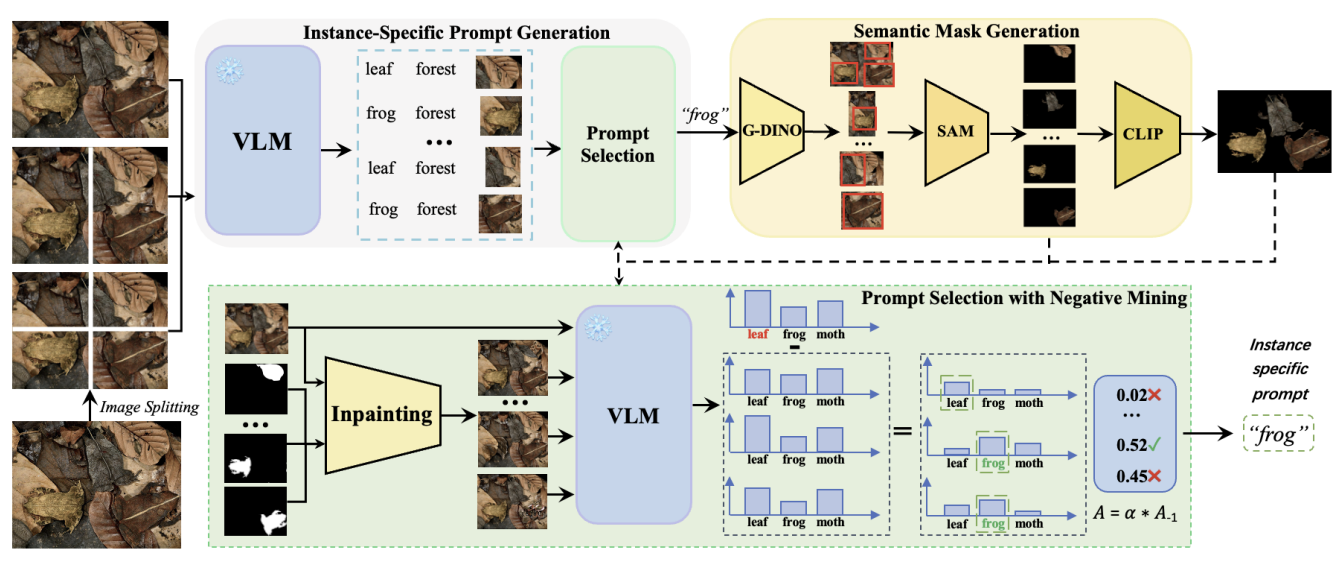 Instance-Specific Prompt Generation
VLM
leaf forest
frog forest
...
leaf forest
frog forest
Prompt
Selection
“frog”
Semantic Mask Generation
G-DINO
...
SAM
...
CLIP
Image Splitting
Prompt Selection with Negative Mining
...
Inpainting
...
VLM
leaf frog moth
-
leaf frog moth
leaf frog moth
leaf frog moth
=
leaf frog moth
leaf frog moth
leaf frog moth
0.02×
...
0.52✓
0.45×
A = α * A-1
Instance
specific
prompt
“frog”